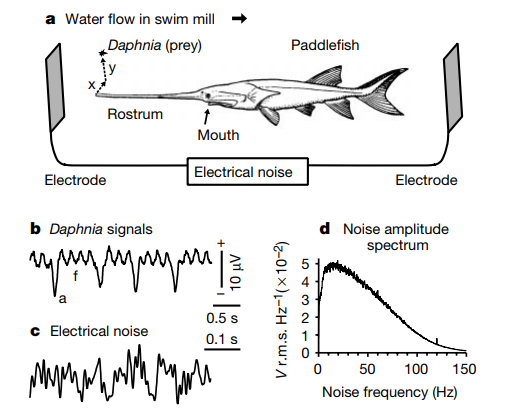 a Water flow in swim mill →
Daphnia (prey)
Paddlefish
y
x
Rostrum
Mouth
Electrode
Electrical noise
Electrode
b Daphnia signals
+
10 μV
–
f
a
0.5 s
c Electrical noise
0.1 s
d Noise amplitude
spectrum
V r.m.s. Hz⁻¹(×10⁻²)
5
4
3
2
1
0
0 50 100 150
Noise frequency (Hz)